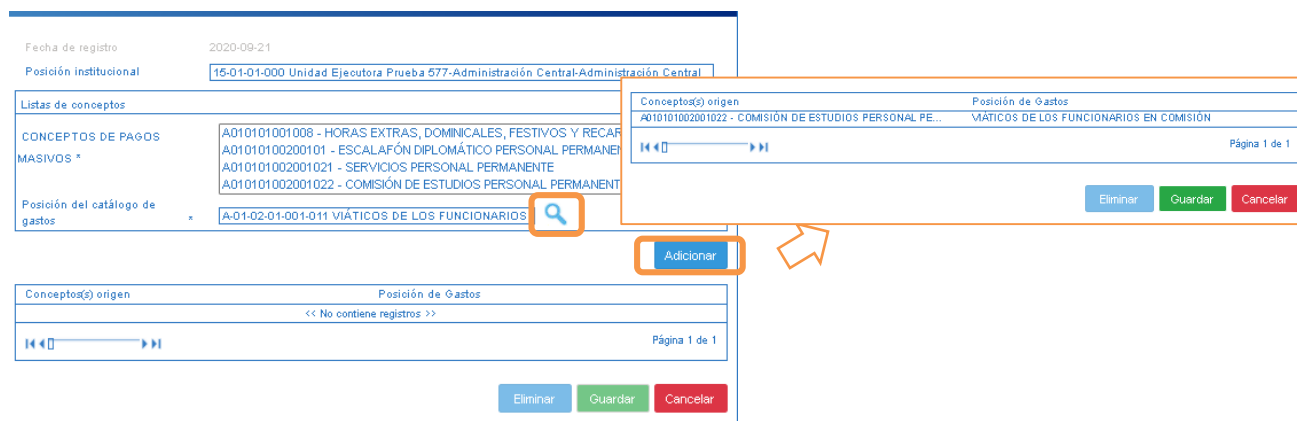 Fecha de registro 2020-09-21
Posición institucional 15-01-01-000 Unidad Ejecutora Prueba 577-Administración Central-Administración Central
Listas de conceptos
CONCEPTOS DE PAGOS
MASIVOS *
A010101001008 - HORAS EXTRAS, DOMINICALES, FESTIVOS Y RECAR
A01010100200101 - ESCALAFÓN DIPLOMÁTICO PERSONAL PERMANEN
A010101002001021 - SERVICIOS PERSONAL PERMANENTE
A010101002001022 - COMISIÓN DE ESTUDIOS PERSONAL PERMANENT
Posición del catálogo de
gastos * A-01-02-01-001-011 VIÁTICOS DE LOS FUNCIONARIOS
Adicionar
Conceptos(s) origen Posición de Gastos
<< No contiene registros >>
Página 1 de 1
Eliminar Guardar Cancelar
Conceptos(s) origen Posición de Gastos
A010101002001022 - COMISIÓN DE ESTUDIOS PERSONAL PE... VIÁTICOS DE LOS FUNCIONARIOS EN COMISIÓN
Página 1 de 1
Eliminar Guardar Cancelar